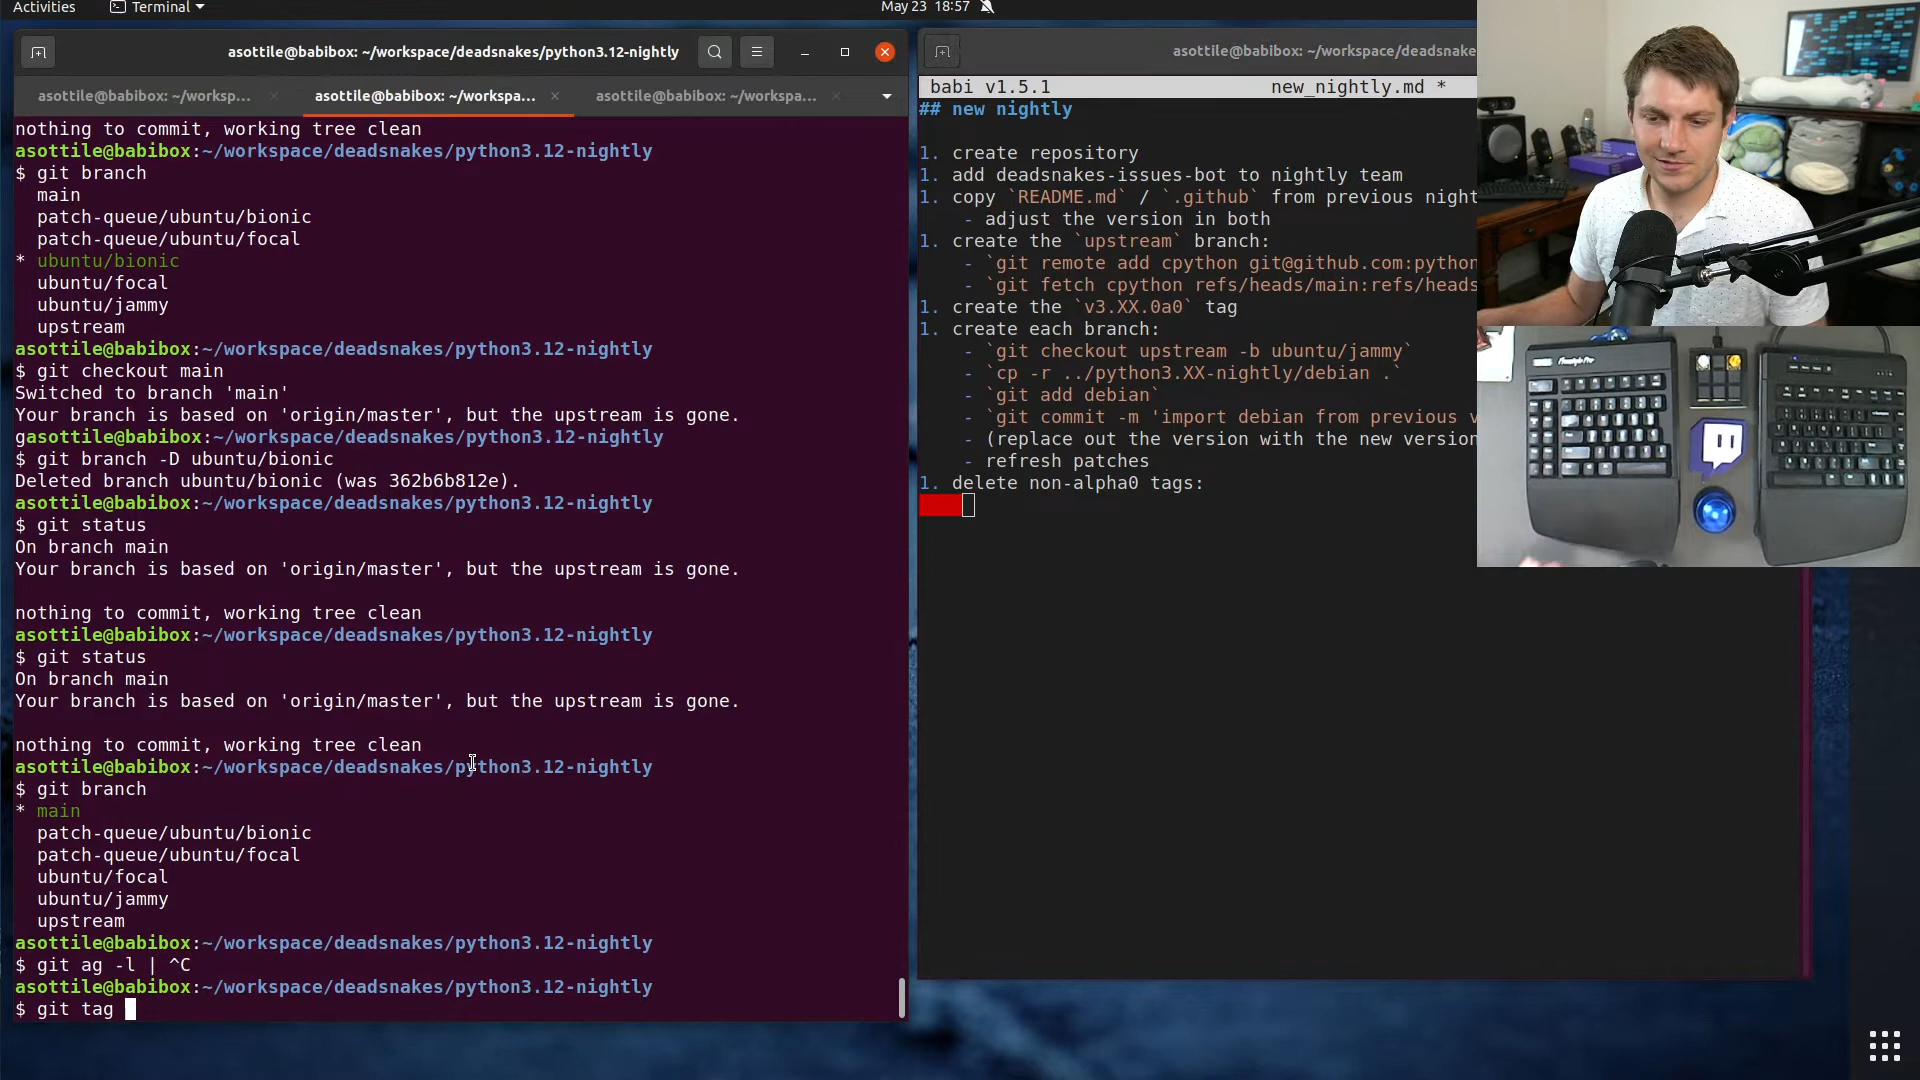 Activities
Terminal
May 23 18:57
asottile@babibox: ~/workspace/deadsnakes/python3.12-nightly
asottile@babibox: ~/worksp...
asottile@babibox: ~/workspa...
asottile@babibox: ~/workspa...
nothing to commit, working tree clean
asottile@babibox:~/workspace/deadsnakes/python3.12-nightly
$ git branch
main
patch-queue/ubuntu/bionic
patch-queue/ubuntu/focal
* ubuntu/bionic
ubuntu/focal
ubuntu/jammy
upstream
asottile@babibox:~/workspace/deadsnakes/python3.12-nightly
$ git checkout main
Switched to branch 'main'
Your branch is based on 'origin/master', but the upstream is gone.
gasottile@babibox:~/workspace/deadsnakes/python3.12-nightly
$ git branch -D ubuntu/bionic
Deleted branch ubuntu/bionic (was 362b6b812e).
asottile@babibox:~/workspace/deadsnakes/python3.12-nightly
$ git status
On branch main
Your branch is based on 'origin/master', but the upstream is gone.
nothing to commit, working tree clean
asottile@babibox:~/workspace/deadsnakes/python3.12-nightly
$ git status
On branch main
Your branch is based on 'origin/master', but the upstream is gone.
nothing to commit, working tree clean
asottile@babibox:~/workspace/deadsnakes/python3.12-nightly
$ git branch
* main
patch-queue/ubuntu/bionic
patch-queue/ubuntu/focal
ubuntu/focal
ubuntu/jammy
upstream
asottile@babibox:~/workspace/deadsnakes/python3.12-nightly
$ git ag -l | ^C
asottile@babibox:~/workspace/deadsnakes/python3.12-nightly
$ git tag
asottile@babibox: ~/workspace/deadsnake
babi v1.5.1 new_nightly.md *
## new nightly
1. create repository
1. add deadsnakes-issues-bot to nightly team
1. copy `README.md` / `.github` from previous night
- adjust the version in both
1. create the `upstream` branch:
- `git remote add cpython git@github.com:python
- `git fetch cpython refs/heads/main:refs/heads
1. create the `v3.XX.0a0` tag
1. create each branch:
- `git checkout upstream -b ubuntu/jammy`
- `cp -r ../python3.XX-nightly/debian .`
- `git add debian`
- `git commit -m 'import debian from previous v
- (replace out the version with the new version
- refresh patches
1. delete non-alpha0 tags: